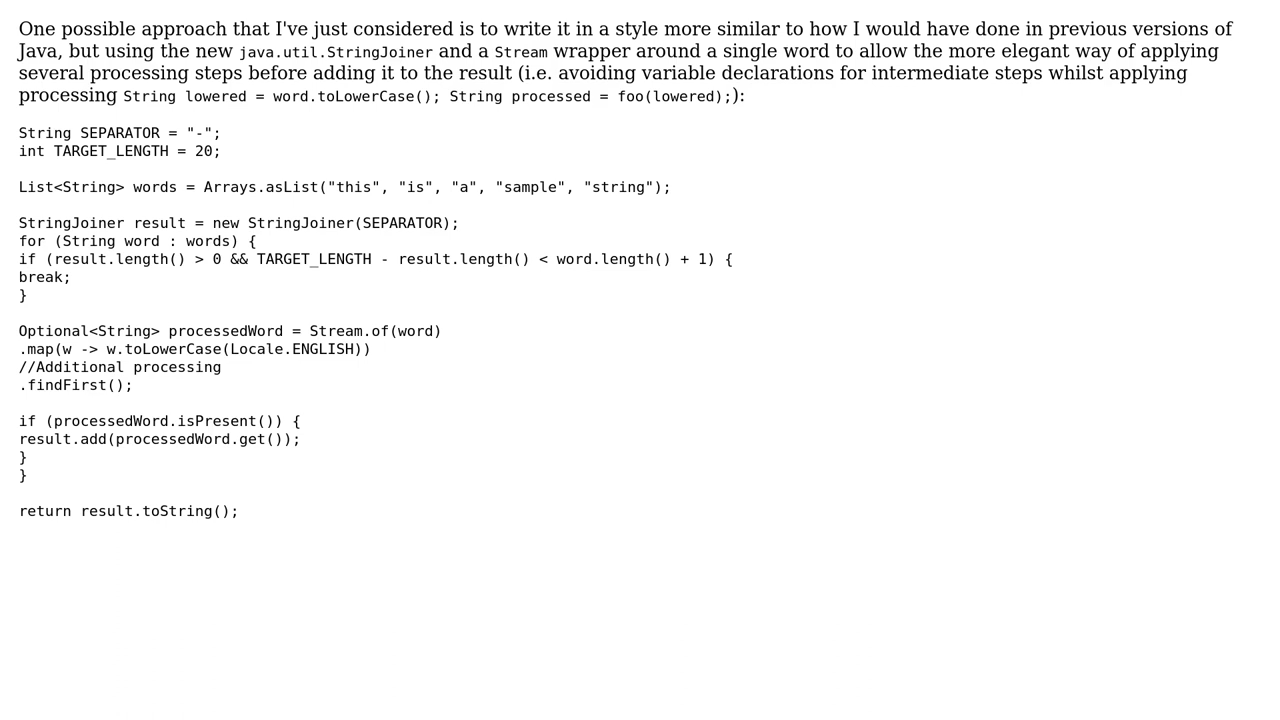 One possible approach that I've just considered is to write it in a style more similar to how I would have done in previous versions of
Java, but using the new java.util.StringJoiner and a Stream wrapper around a single word to allow the more elegant way of applying
several processing steps before adding it to the result (i.e. avoiding variable declarations for intermediate steps whilst applying
processing String lowered = word.toLowerCase(); String processed = foo(lowered);):
String SEPARATOR = "-";
int TARGET_LENGTH = 20;
List<String> words = Arrays.asList("this", "is", "a", "sample", "string");
StringJoiner result = new StringJoiner(SEPARATOR);
for (String word : words) {
if (result.length() > 0 && TARGET_LENGTH - result.length() < word.length() + 1) {
break;
}
Optional<String> processedWord = Stream.of(word)
.map(w -> w.toLowerCase(Locale.ENGLISH))
//Additional processing
.findFirst();
if (processedWord.isPresent()) {
result.add(processedWord.get());
}
}
return result.toString();